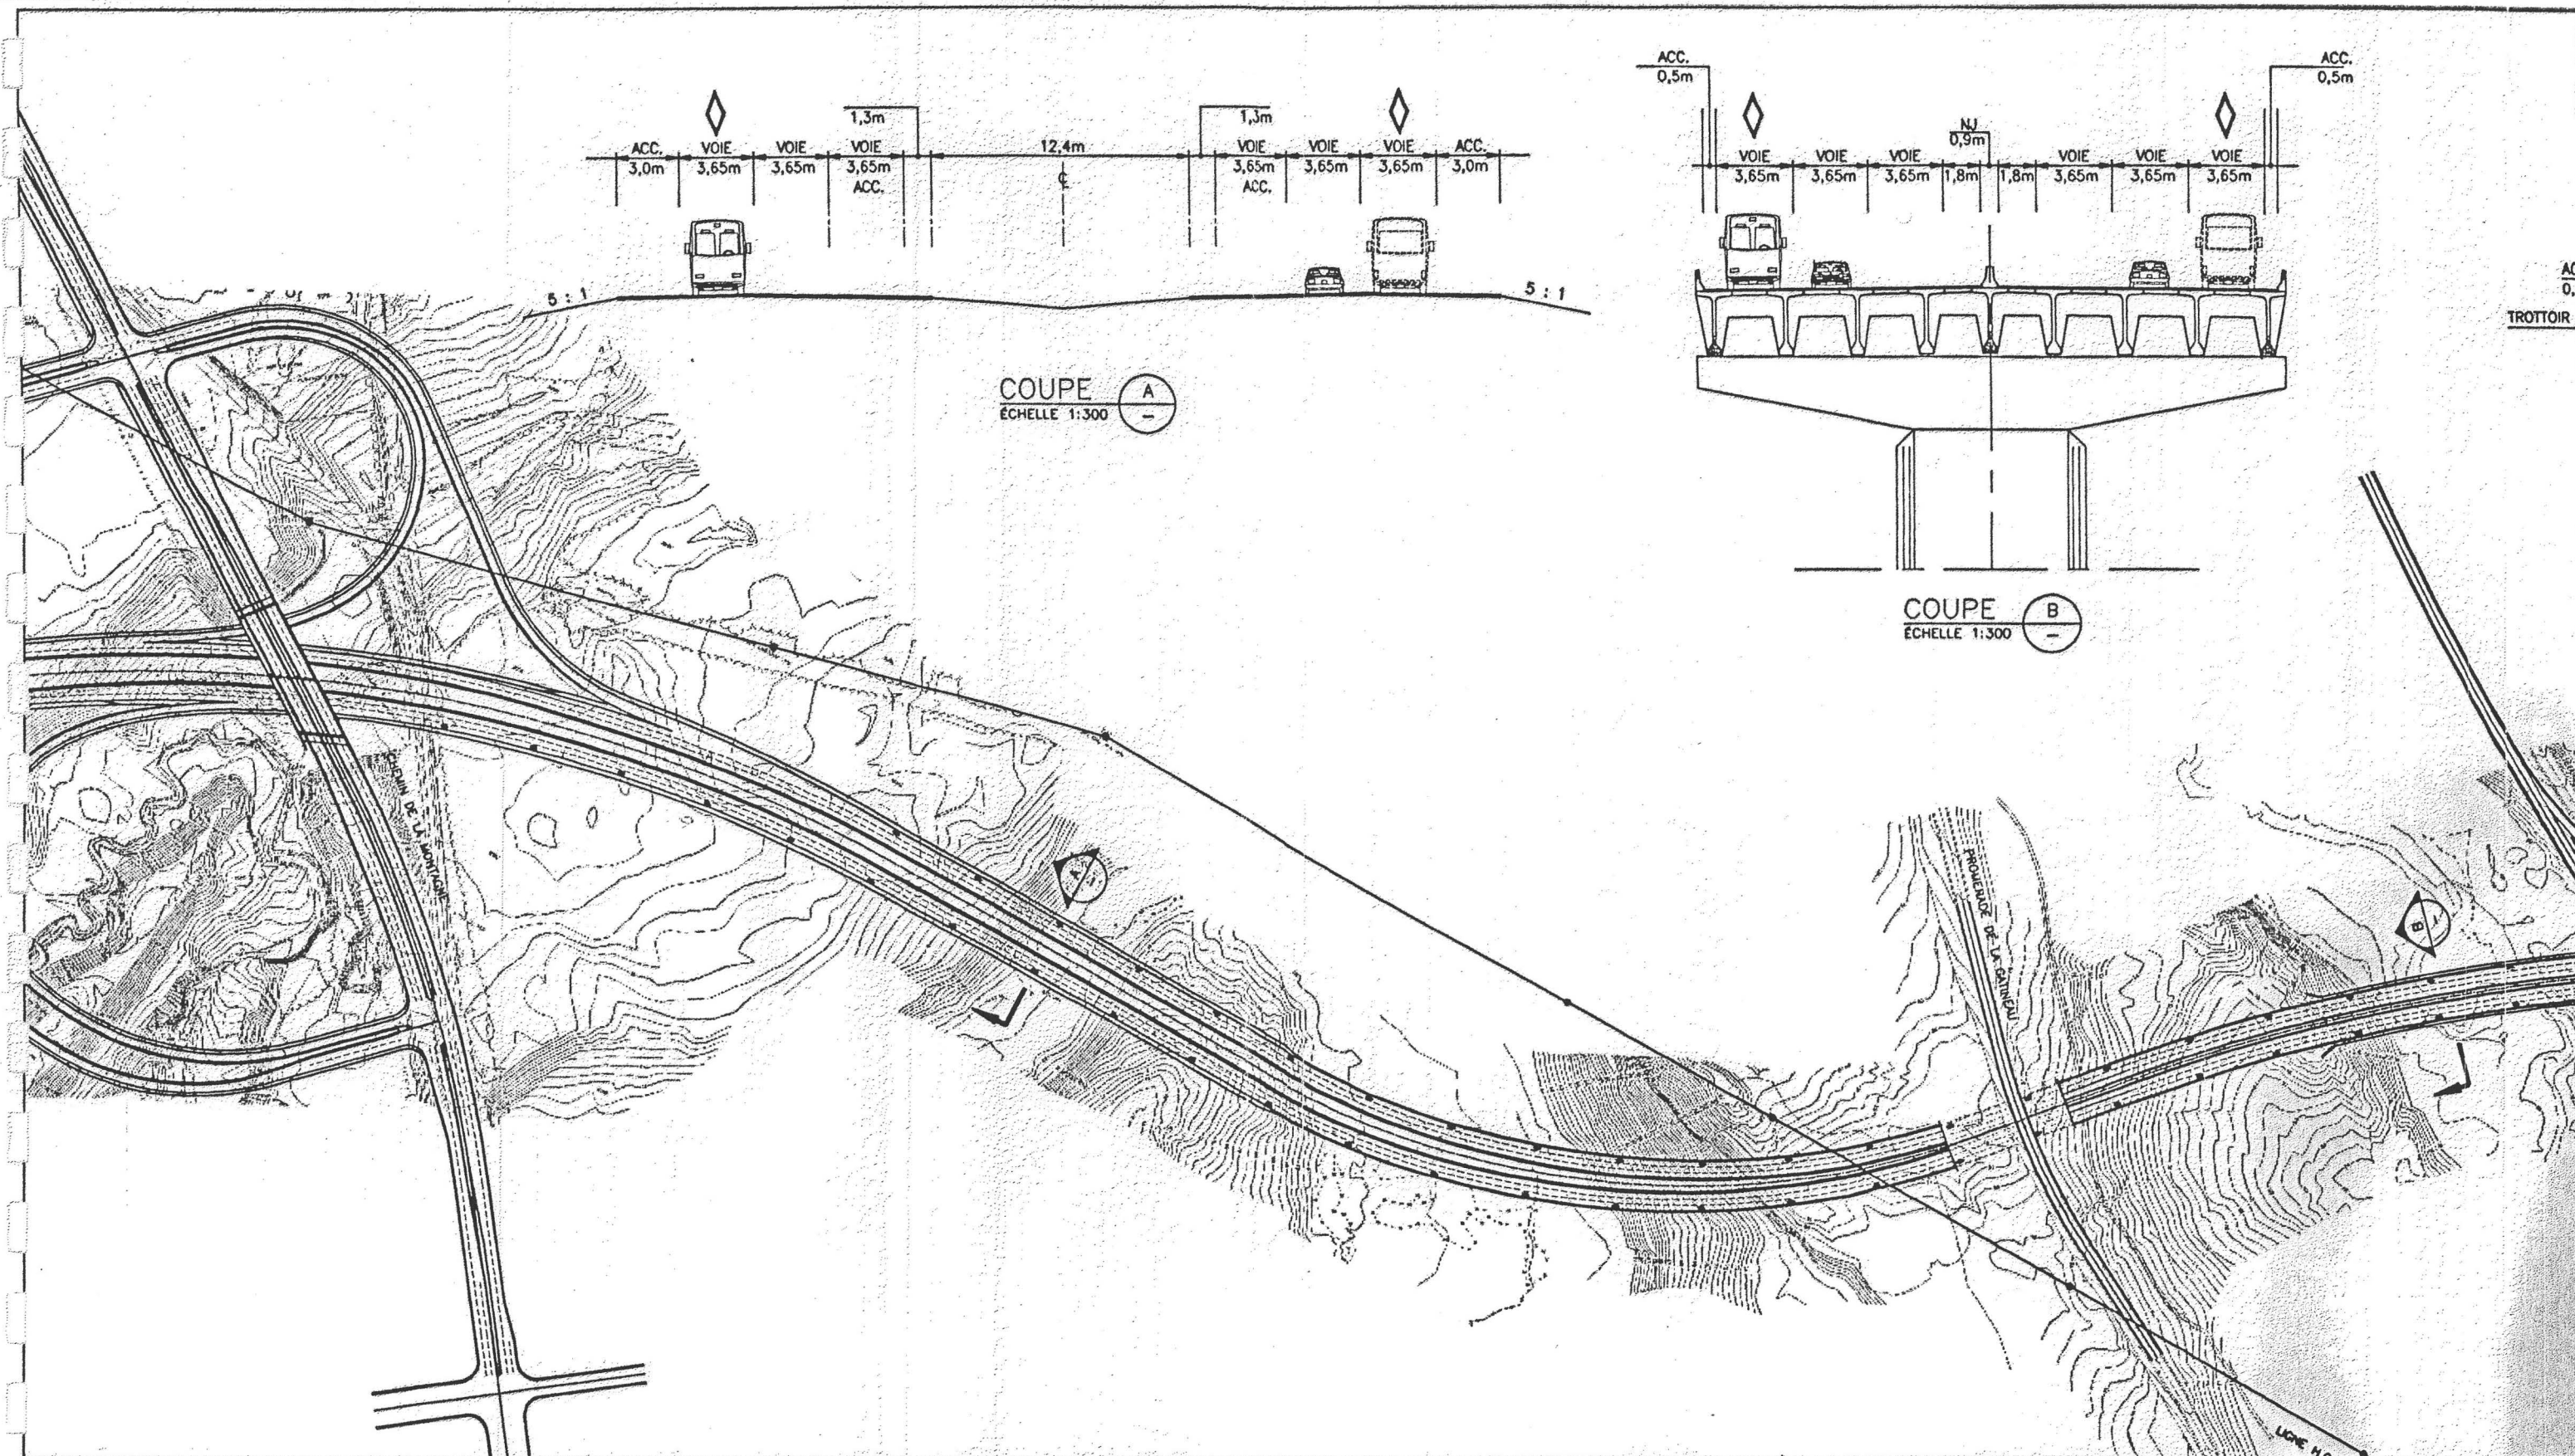 1,3m
1,3m
ACC. VOIE VOIE VOIE 12,4m VOIE VOIE VOIE ACC.
3,0m 3,65m 3,65m 3,65m ℄ 3,65m 3,65m 3,65m 3,0m
ACC. ACC.
5 : 1
5 : 1
COUPE A
ÉCHELLE 1:300 –
ACC.
0,5m
ACC.
0,5m
NJ
0,9m
VOIE VOIE VOIE VOIE VOIE VOIE
3,65m 3,65m 3,65m 1,8m 1,8m 3,65m 3,65m 3,65m
COUPE B
ÉCHELLE 1:300 –
TROTTOIR
CHEMIN DE LA MONTAGNE
A
–
PROMENADE DE LA GATINEAU
B
–
LIGNE H